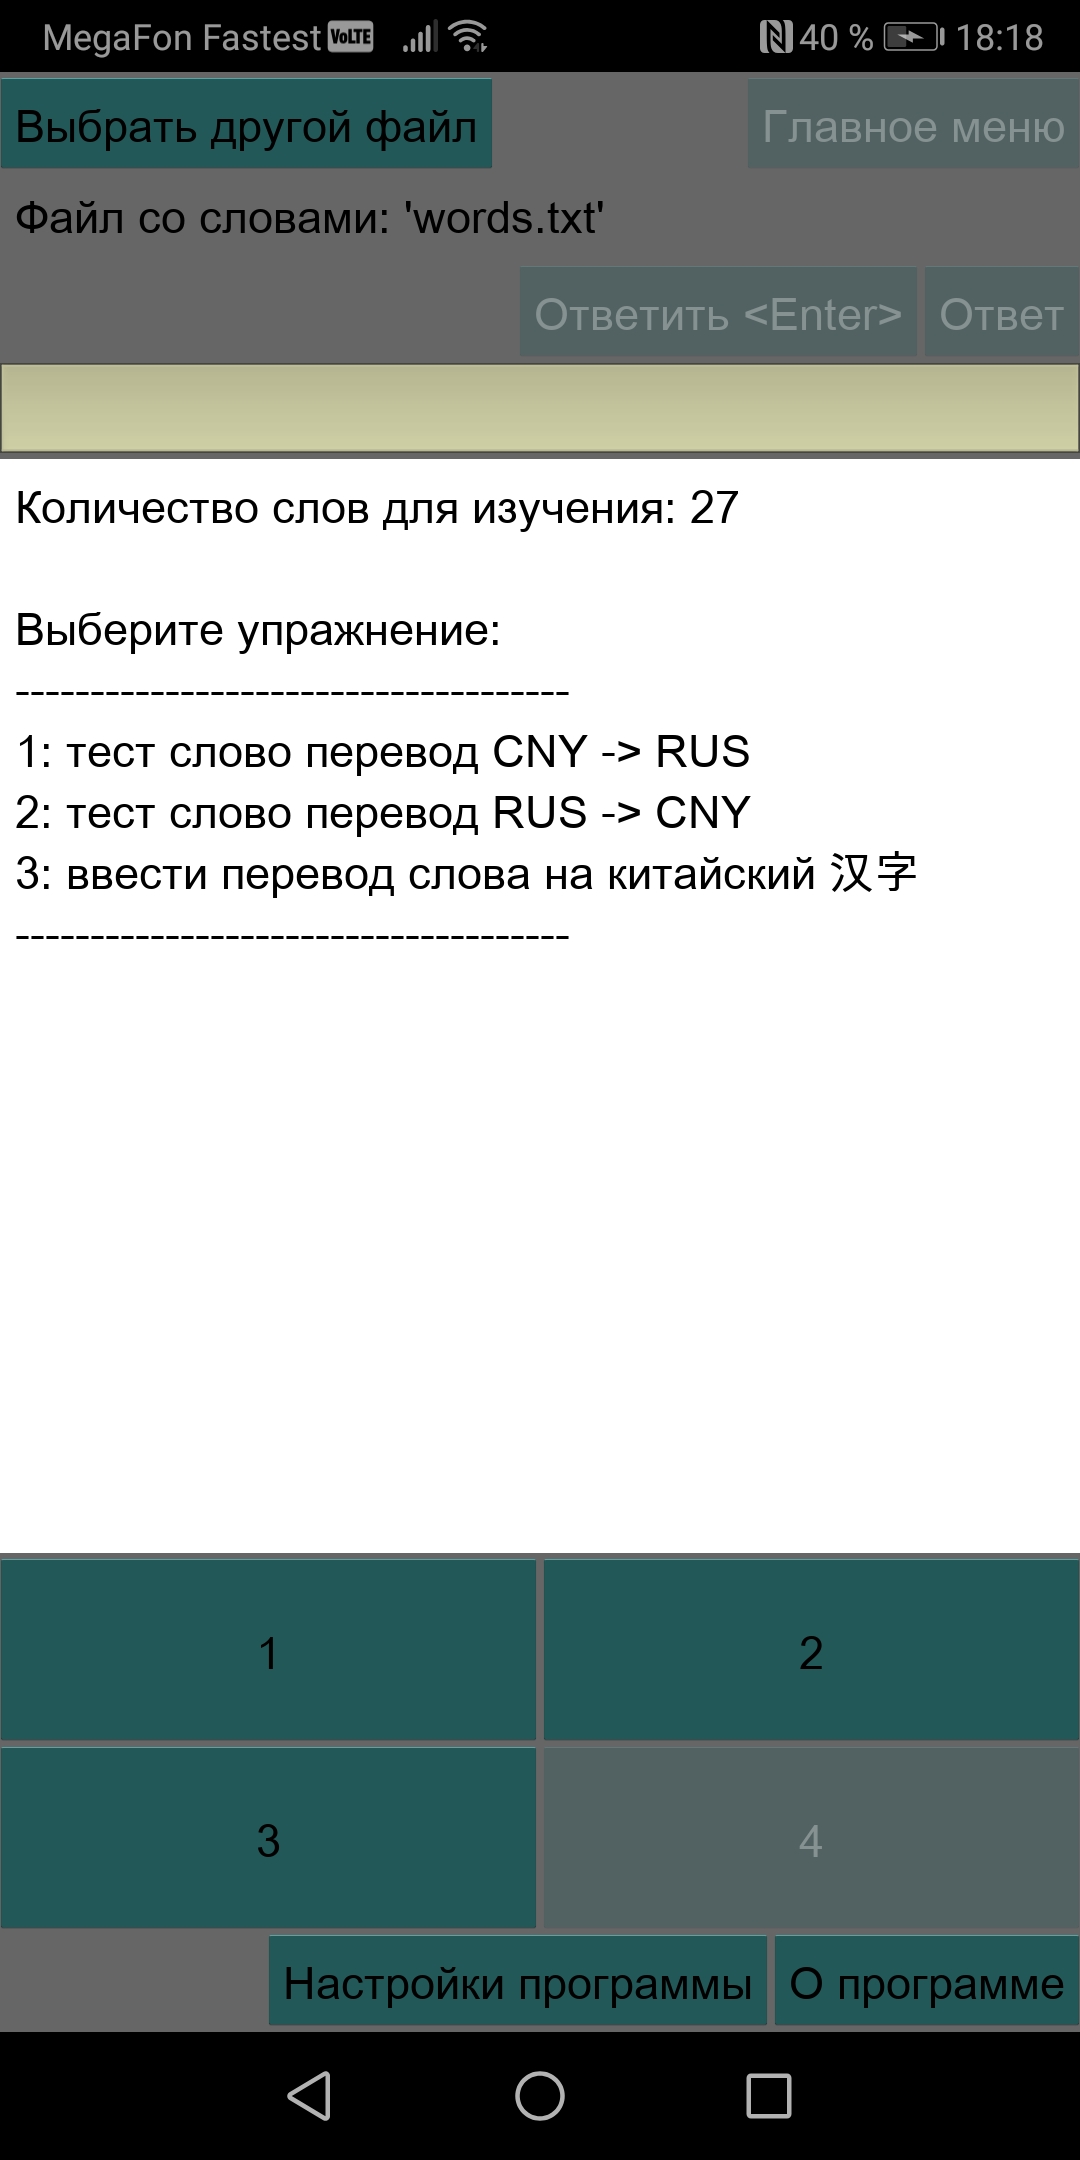 MegaFon Fastest VoLTE 40 % 18:18
Выбрать другой файл Главное меню
Файл со словами: 'words.txt'
Ответить <Enter> Ответ
Количество слов для изучения: 27
Выберите упражнение:
-------------------------------------
1: тест слово перевод CNY -> RUS
2: тест слово перевод RUS -> CNY
3: ввести перевод слова на китайский 汉字
-------------------------------------
1 2
3 4
Настройки программы О программе